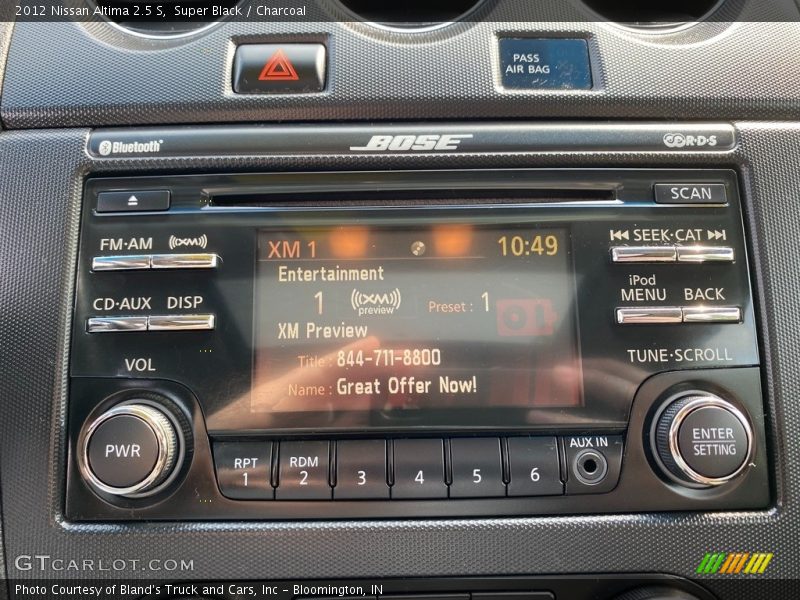 2012 Nissan Altima 2.5 S, Super Black / Charcoal
PASS
AIR BAG
Bluetooth
BOSE
R·D·S
SCAN
FM·AM
((XM))
SEEK·CAT
CD·AUX DISP
iPod
MENU BACK
XM 1 10:49
Entertainment
1 ((XM)) Preset : 1
preview
XM Preview
Title : 844-711-8800
Name : Great Offer Now!
VOL
TUNE·SCROLL
PWR
RPT
1
RDM
2
3
4
5
6
AUX IN
ENTER
SETTING
GTCARLOT.COM
Photo Courtesy of Bland's Truck and Cars, Inc - Bloomington, IN